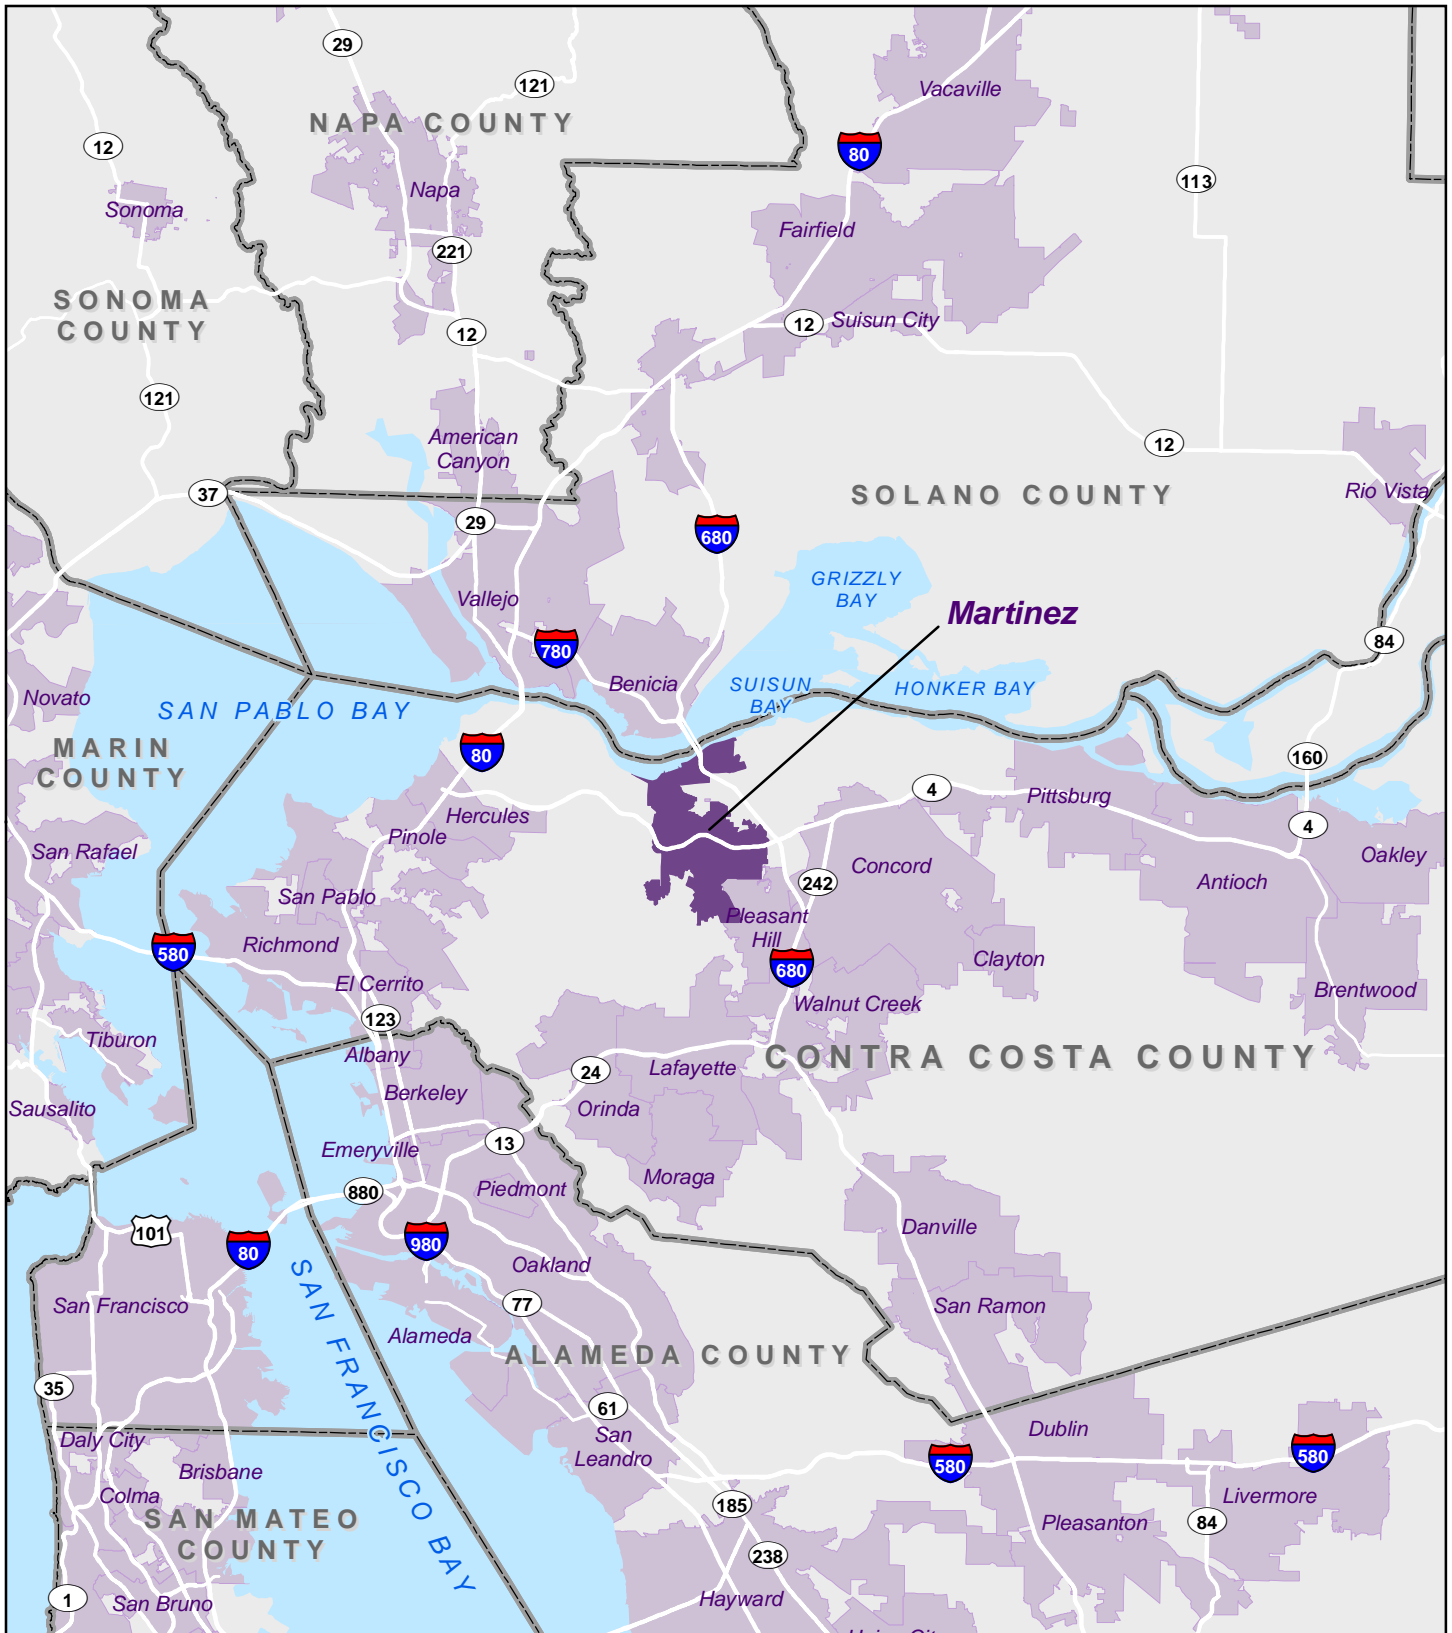 29
Vacaville
121
NAPA COUNTY
12
80
113
Napa
Sonoma
Fairfield
221
SONOMA
COUNTY
12
Suisun City
12
121
American
Canyon
12
37
SOLANO COUNTY
Rio Vista
29
680
GRIZZLY
BAY
Vallejo
Martinez
780
84
Benicia
SUISUN
BAY
HONKER BAY
Novato
SAN PABLO BAY
MARIN
COUNTY
80
160
4
Pittsburg
Hercules
4
Pinole
San Rafael
Concord
Oakley
242
Antioch
San Pablo
Pleasant
Hill
Richmond
580
Clayton
680
El Cerrito
Brentwood
Walnut Creek
123
Tiburon
Albany
CONTRA COSTA COUNTY
24
Lafayette
Berkeley
Sausalito
Orinda
Emeryville
13
Moraga
880
Piedmont
101
Danville
980
80
Oakland
SAN FRANCISCO BAY
San Francisco
77
San Ramon
Alameda
ALAMEDA COUNTY
35
61
Daly City
San
Leandro
Dublin
580
580
Brisbane
Colma
Livermore
185
SAN MATEO
COUNTY
Pleasanton
84
238
1
San Bruno
Hayward